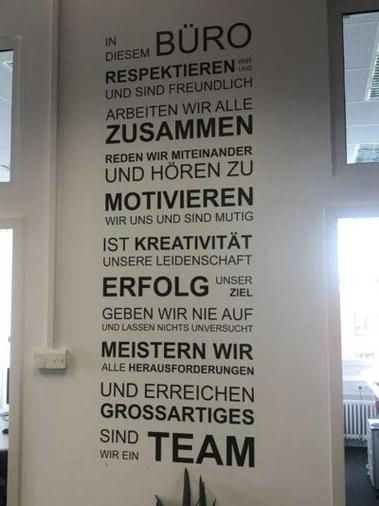 IN DIESEM BÜRO
RESPEKTIEREN WIR UNS
UND SIND FREUNDLICH
ARBEITEN WIR ALLE
ZUSAMMEN
REDEN WIR MITEINANDER
UND HÖREN ZU
MOTIVIEREN
WIR UNS UND SIND MUTIG
IST KREATIVITÄT
UNSERE LEIDENSCHAFT
ERFOLG UNSER ZIEL
GEBEN WIR NIE AUF
UND LASSEN NICHTS UNVERSUCHT
MEISTERN WIR
ALLE HERAUSFORDERUNGEN
UND ERREICHEN
GROSSARTIGES
SIND WIR EIN TEAM